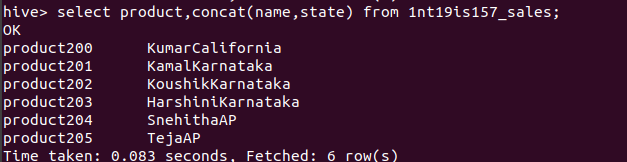 hive> select product,concat(name,state) from 1nt19is157_sales;
OK
product200 KumarCalifornia
product201 KamalKarnataka
product202 KoushikKarnataka
product203 HarshiniKarnataka
product204 SnehithaAP
product205 TejaAP
Time taken: 0.083 seconds, Fetched: 6 row(s)